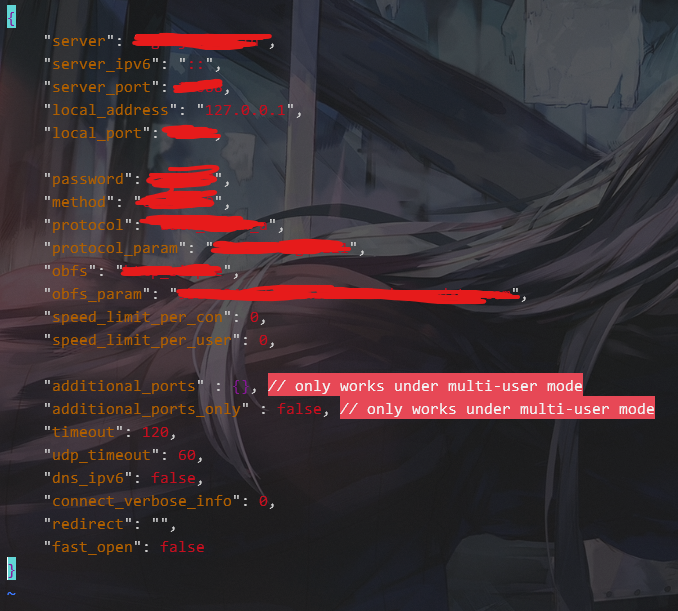 {
"server": ",
"server_ipv6": "::",
"server_port": ,
"local_address": "127.0.0.1",
"local_port": ,
"password": ",
"method": " ",
"protocol": ",
"protocol_param": " ",
"obfs": " ",
"obfs_param": " ",
"speed_limit_per_con": 0,
"speed_limit_per_user": 0,
"additional_ports" : {}, // only works under multi-user mode
"additional_ports_only" : false, // only works under multi-user mode
"timeout": 120,
"udp_timeout": 60,
"dns_ipv6": false,
"connect_verbose_info": 0,
"redirect": "",
"fast_open": false
}
~